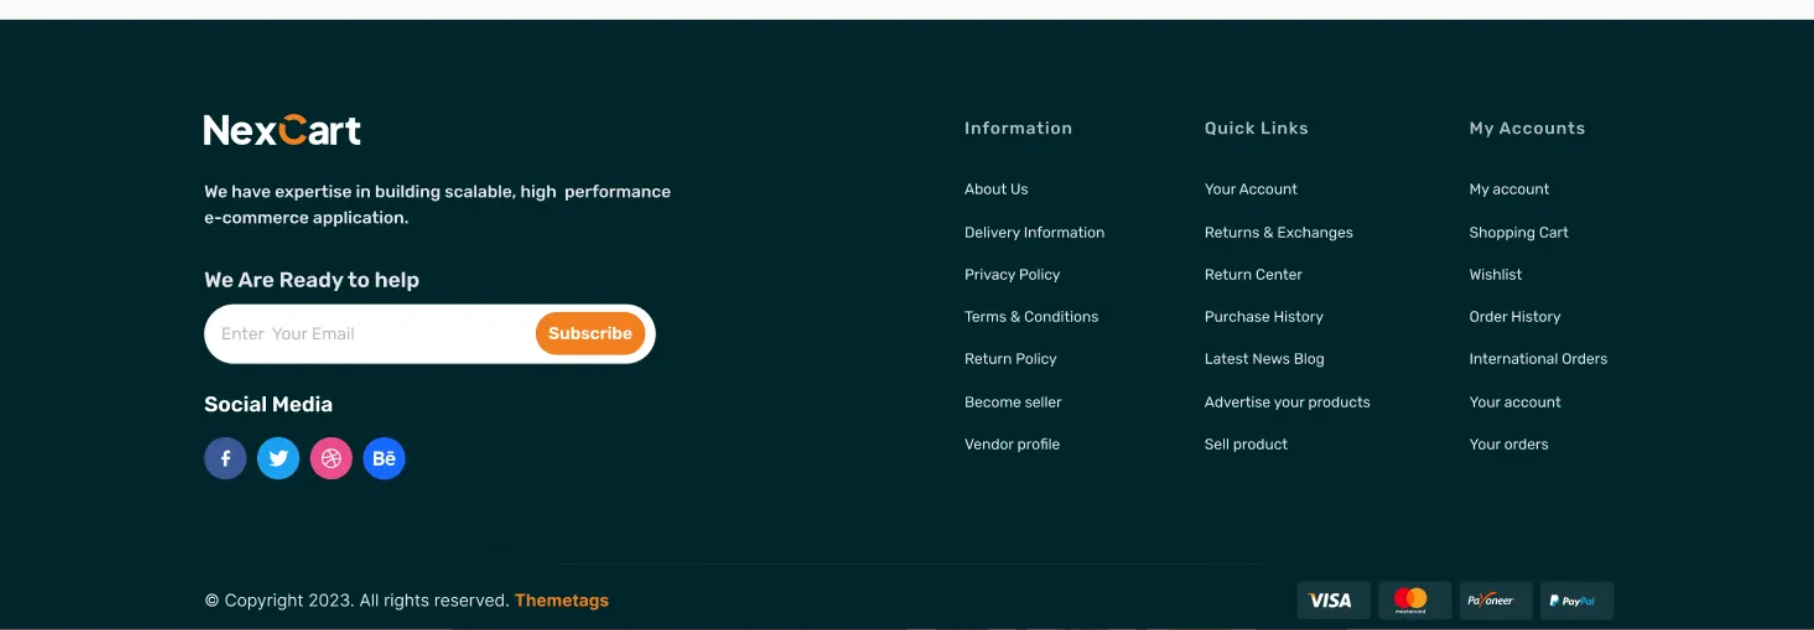 NexCart
We have expertise in building scalable, high performance
e-commerce application.
We Are Ready to help
Enter Your Email
Subscribe
Social Media
f
Bē
Information
About Us
Delivery Information
Privacy Policy
Terms & Conditions
Return Policy
Become seller
Vendor profile
Quick Links
Your Account
Returns & Exchanges
Return Center
Purchase History
Latest News Blog
Advertise your products
Sell product
My Accounts
My account
Shopping Cart
Wishlist
Order History
International Orders
Your account
Your orders
© Copyright 2023. All rights reserved. Themetags
VISA
mastercard
Payoneer
PayPal